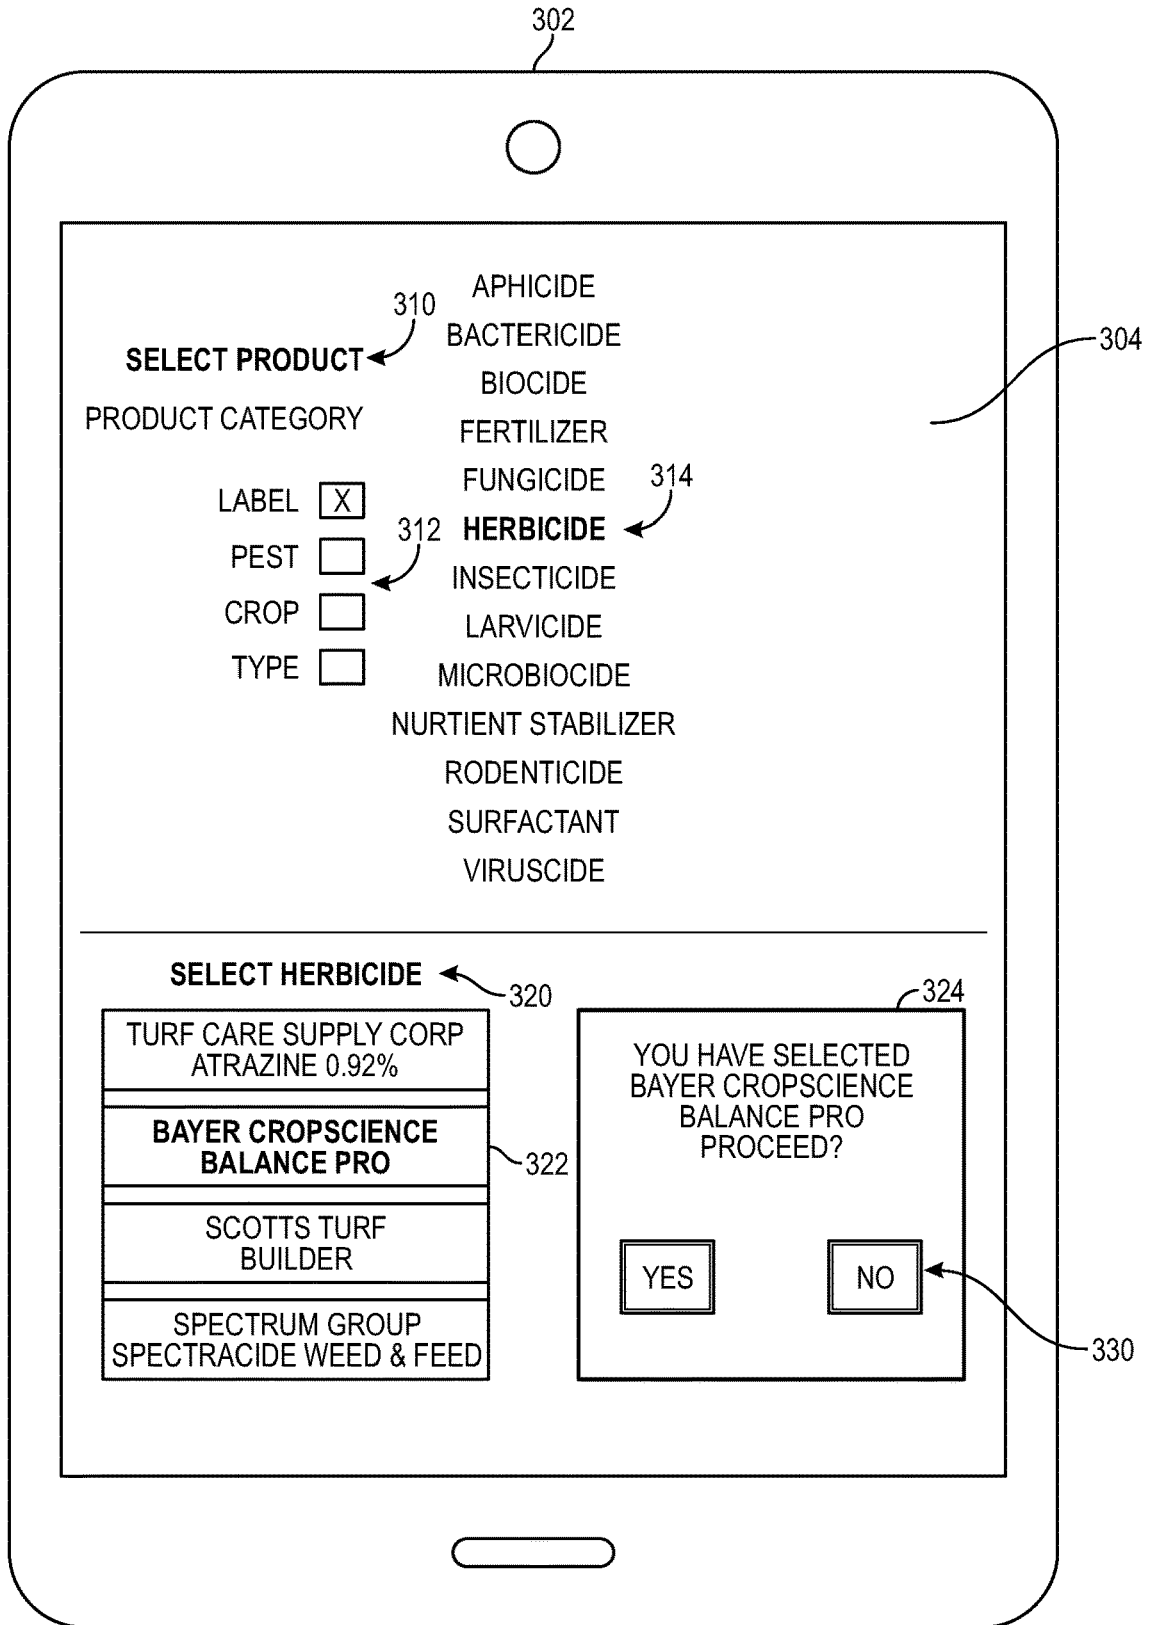 302
304
310
SELECT PRODUCT
PRODUCT CATEGORY
LABEL X
PEST
CROP
TYPE
312
APHICIDE
BACTERICIDE
BIOCIDE
FERTILIZER
FUNGICIDE
HERBICIDE
314
INSECTICIDE
LARVICIDE
MICROBIOCIDE
NURTIENT STABILIZER
RODENTICIDE
SURFACTANT
VIRUSCIDE
SELECT HERBICIDE
320
TURF CARE SUPPLY CORP
ATRAZINE 0.92%
BAYER CROPSCIENCE
BALANCE PRO
322
SCOTTS TURF
BUILDER
SPECTRUM GROUP
SPECTRACIDE WEED & FEED
324
YOU HAVE SELECTED
BAYER CROPSCIENCE
BALANCE PRO
PROCEED?
YES
NO
330